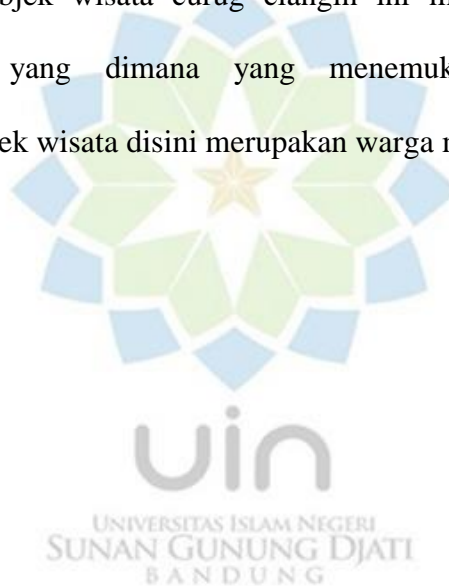 bjek wisata curug ciangin ini
yang dimana yang menemuk
ek wisata disini merupakan warga
uin
UNIVERSITAS ISLAM NEGERI
SUNAN GUNUNG DJATI
BANDUNG